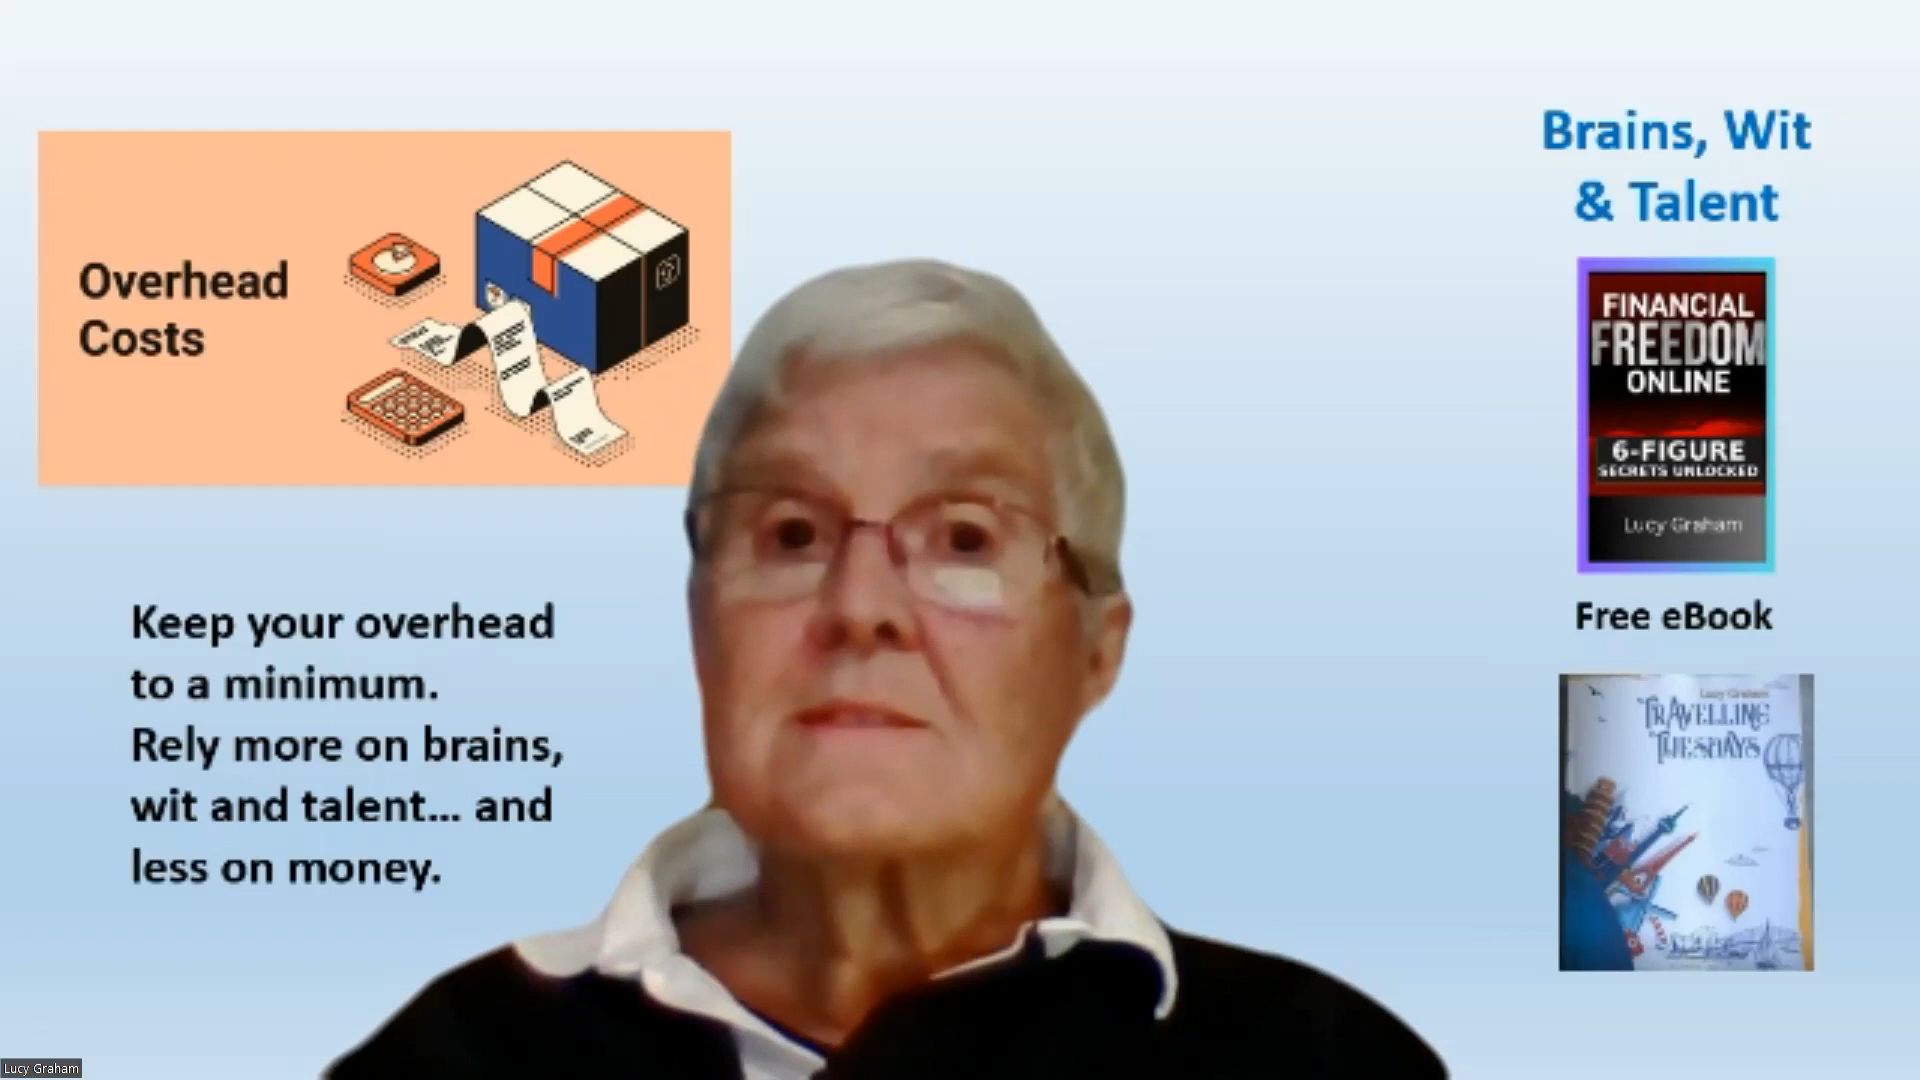 Overhead
Costs
Keep your overhead
to a minimum.
Rely more on brains,
wit and talent... and
less on money.
Brains, Wit
& Talent
FINANCIAL
FREEDOM
ONLINE
6-FIGURE
SECRETS UNLOCKED
Lucy Graham
Free eBook
Lucy Graham
TRAVELLING
TUESDAYS
Lucy Graham